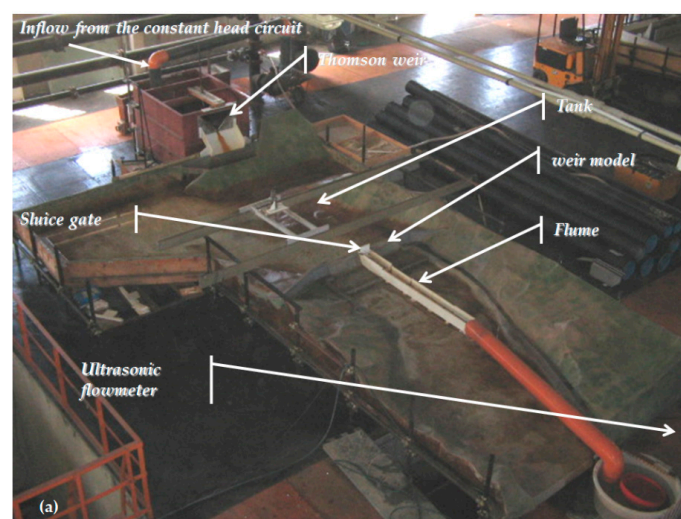 Inflow from the constant head circuit
Thomson weir
Tank
weir model
Sluice gate
Flume
Ultrasonic
flowmeter
(a)